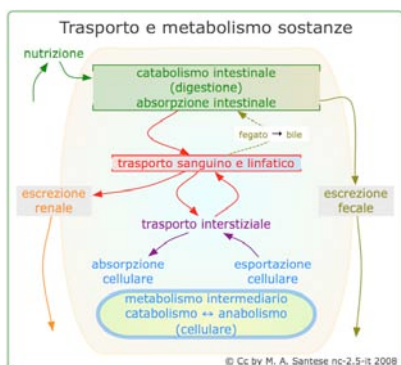 Trasporto e metabolismo sostanze
nutrizione
catabolismo intestinale
(digestione)
absorpzione intestinale
fegato → bile
trasporto sanguino e linfatico
escrezione
renale
escrezione
fecale
trasporto interstiziale
absorpzione
cellulare
esportazione
cellulare
metabolismo intermediario
catabolismo ↔ anabolismo
(cellulare)
© Cc by M. A. Santese nc-2.5-it 2008